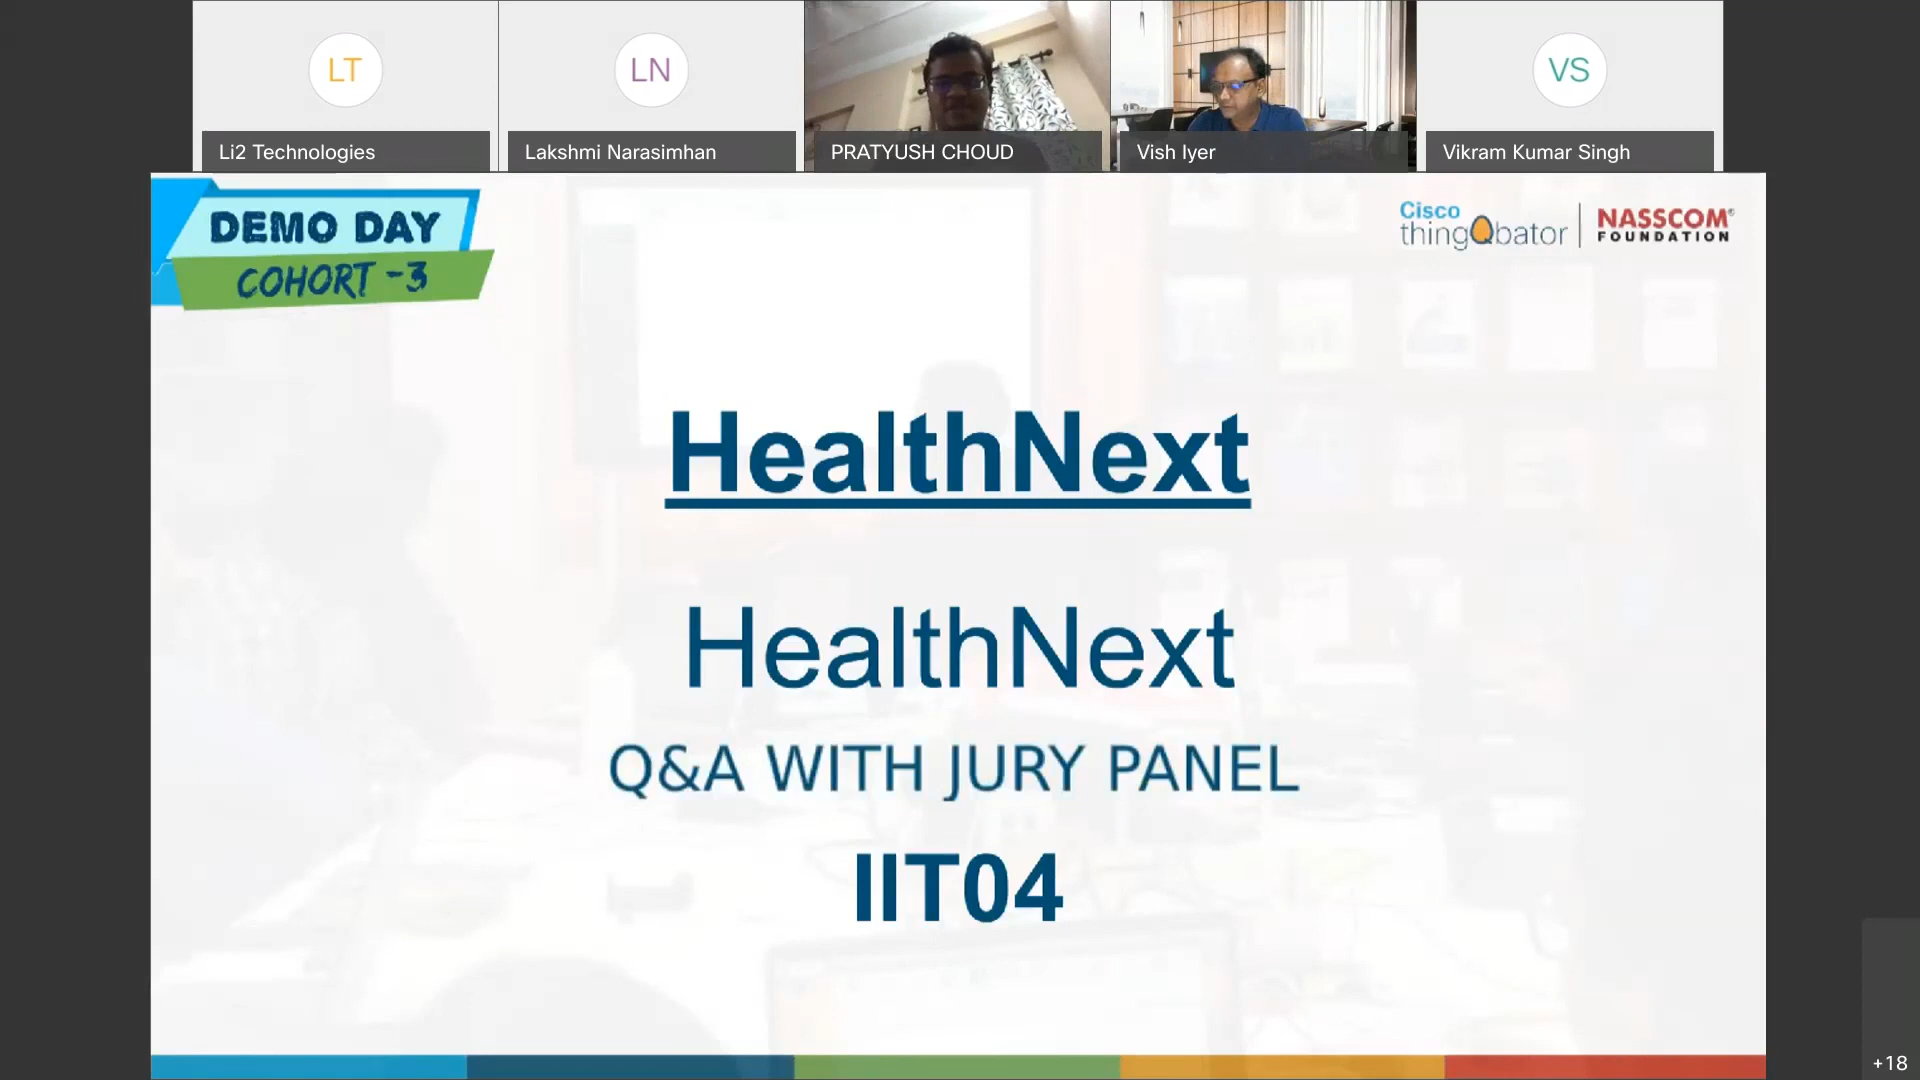 LT
LN
VS
Li2 Technologies
Lakshmi Narasimhan
PRATYUSH CHOUD
Vish Iyer
Vikram Kumar Singh
DEMO DAY
COHORT -3
Cisco
thingQbator
NASSCOM®
FOUNDATION
HealthNext
HealthNext
Q&A WITH JURY PANEL
IIT04
+18